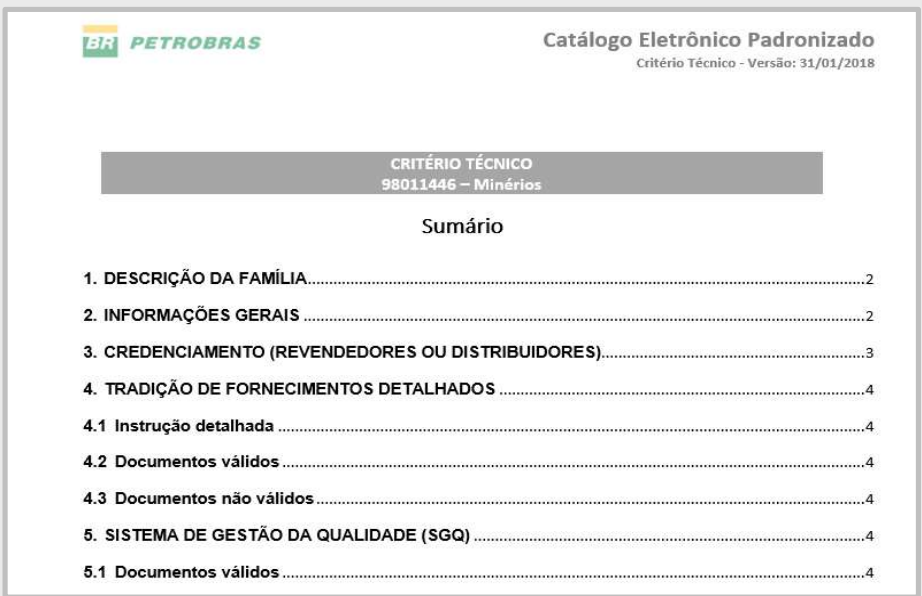 BR PETROBRAS
Catálogo Eletrônico Padronizado
Critério Técnico - Versão: 31/01/2018
CRITÉRIO TÉCNICO
98011446 – Minérios
Sumário
1. DESCRIÇÃO DA FAMÍLIA....................2
2. INFORMAÇÕES GERAIS....................2
3. CREDENCIAMENTO (REVENDEDORES OU DISTRIBUIDORES)....................3
4. TRADIÇÃO DE FORNECIMENTOS DETALHADOS....................4
4.1 Instrução detalhada....................4
4.2 Documentos válidos....................4
4.3 Documentos não válidos....................4
5. SISTEMA DE GESTÃO DA QUALIDADE (SGQ)....................4
5.1 Documentos válidos....................4